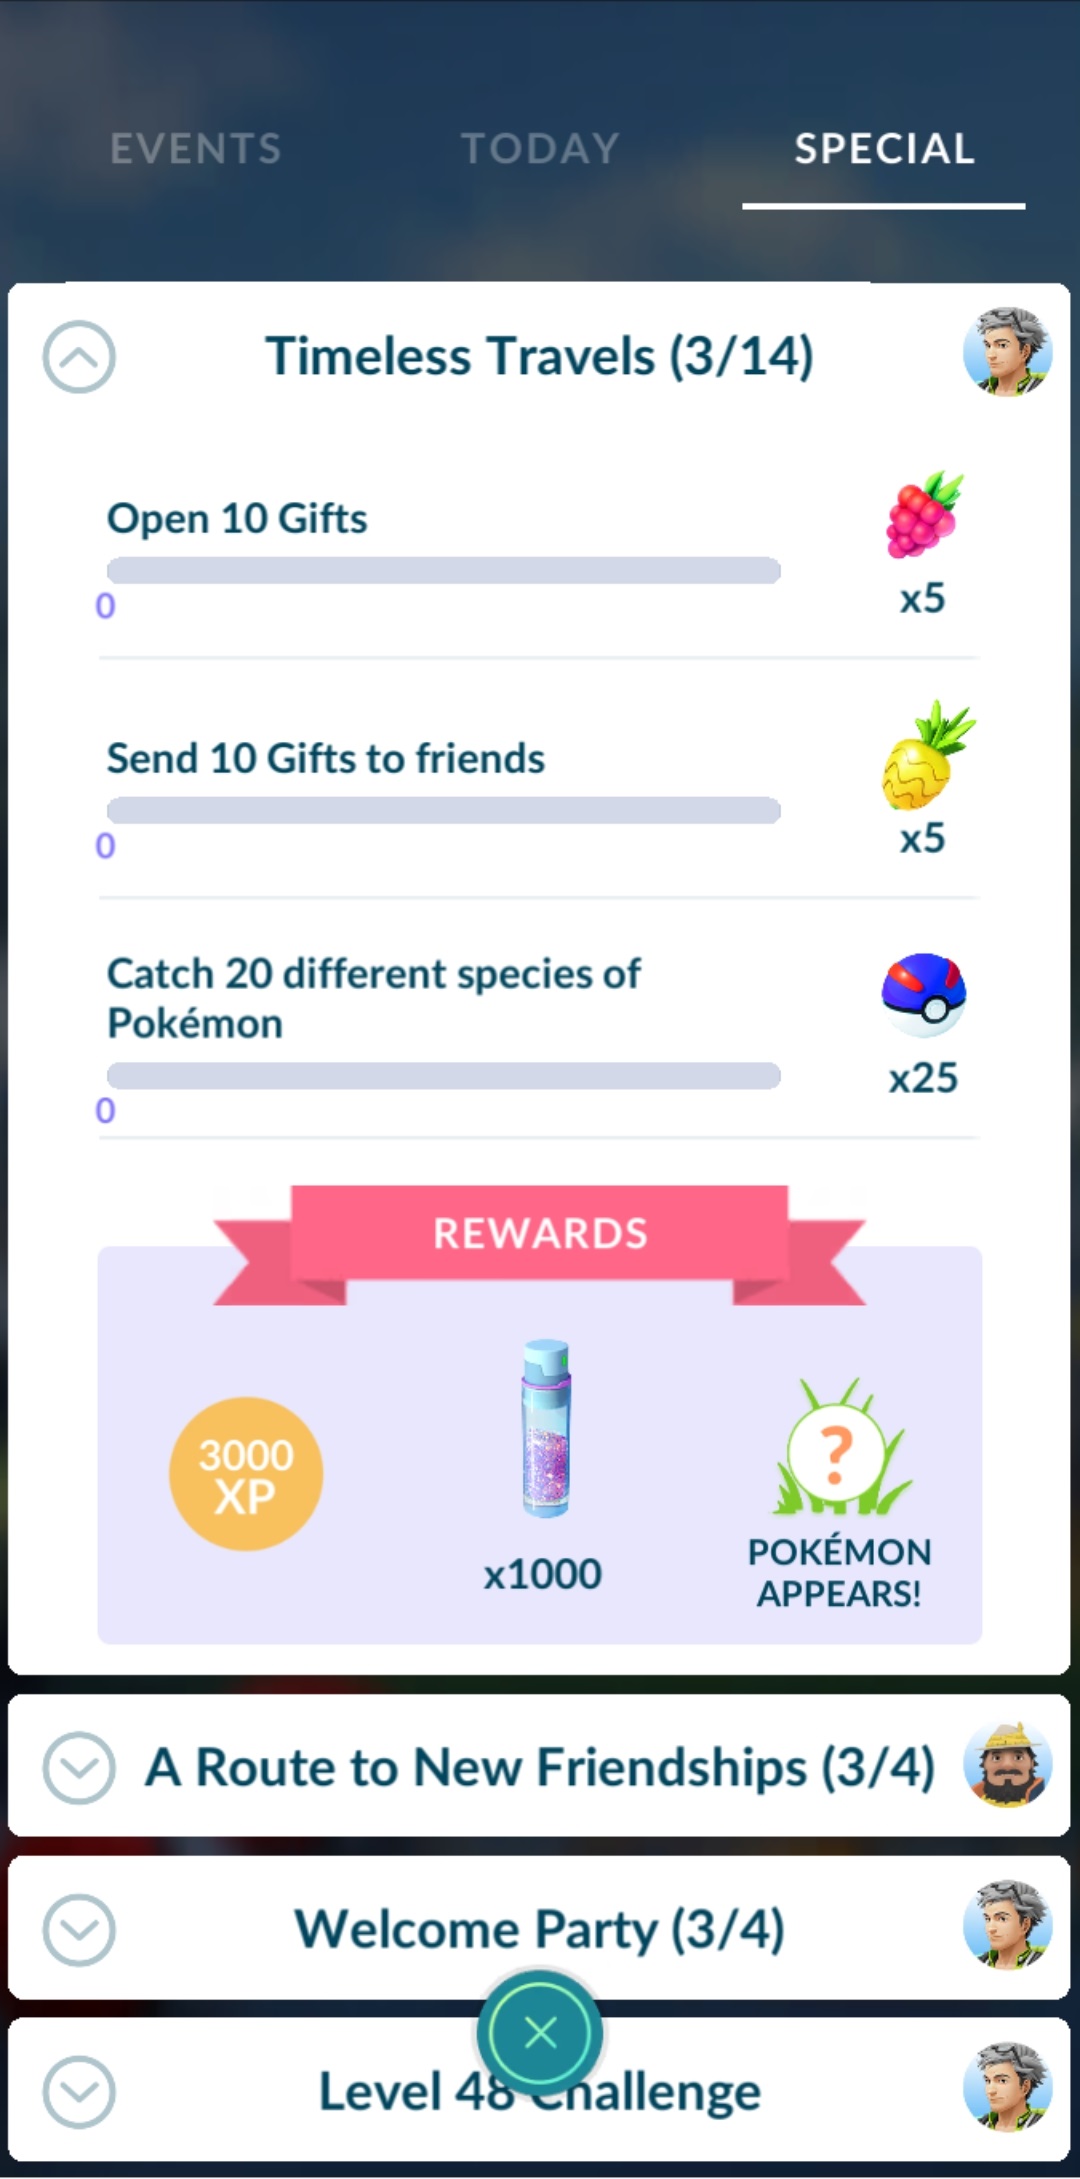 EVENTS
TODAY
SPECIAL
Timeless Travels (3/14)
Open 10 Gifts
0
x5
Send 10 Gifts to friends
0
x5
Catch 20 different species of
Pokémon
0
x25
REWARDS
3000
XP
x1000
?
POKÉMON
APPEARS!
A Route to New Friendships (3/4)
Welcome Party (3/4)
Level 48 Challenge